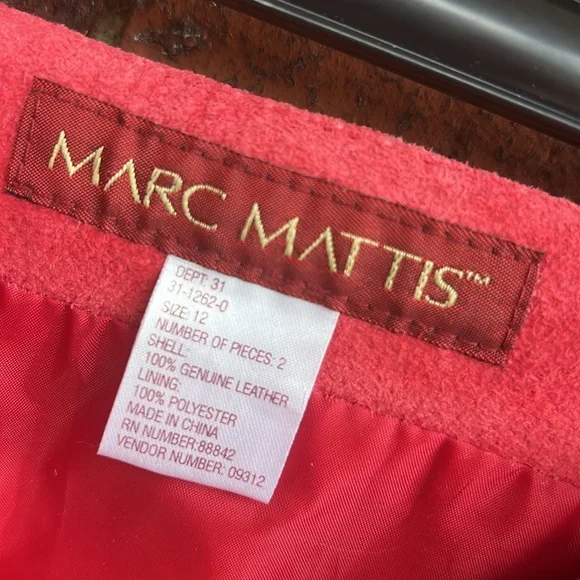 MARC MATTIS™
DEPT: 31
31-1262-0
SIZE: 12
NUMBER OF PIECES: 2
SHELL:
100% GENUINE LEATHER
LINING:
100% POLYESTER
MADE IN CHINA
RN NUMBER:88842
VENDOR NUMBER: 09312